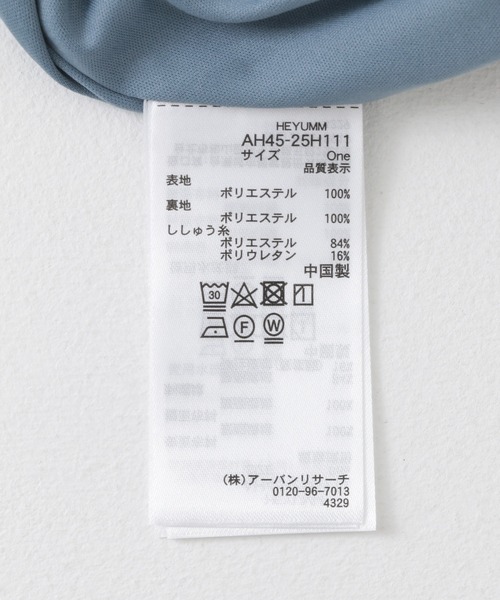 HEYUMM
AH45-25H111
サイズ One
品質表示
表地
ポリエステル 100%
裏地
ポリエステル 100%
ししゅう糸
ポリエステル 84%
ポリウレタン 16%
中国製
30
F W
(株)アーバンリサーチ
0120-96-7013
4329